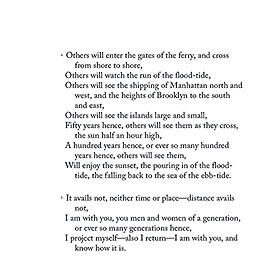 Others will enter the gates of the ferry, and cross
from shore to shore,
Others will watch the run of the flood-tide,
Others will see the shipping of Manhattan north and
west, and the heights of Brooklyn to the south
and east,
Others will see the islands large and small,
Fifty years hence, others will see them as they cross,
the sun half an hour high,
A hundred years hence, or ever so many hundred
years hence, others will see them,
Will enjoy the sunset, the pouring in of the flood-
tide, the falling back to the sea of the ebb-tide.
It avails not, neither time or place—distance avails
not,
I am with you, you men and women of a generation,
or ever so many generations hence,
I project myself—also I return—I am with you, and
know how it is.